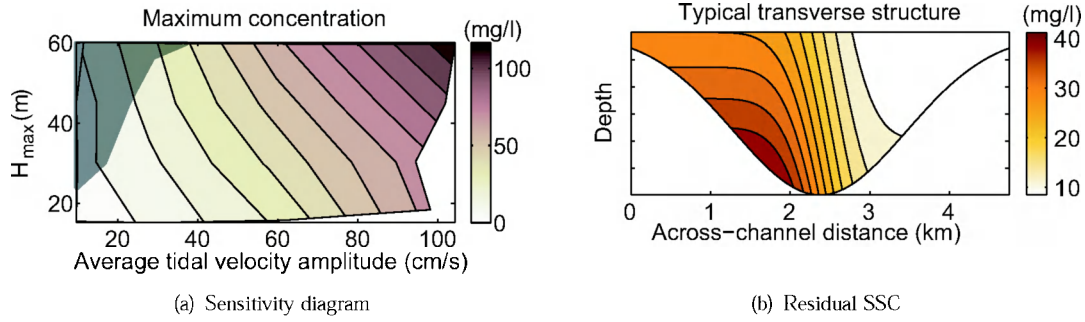 Maximum concentration
(mg/l)
60
40
20
H_max (m)
20 40 60 80 100
Average tidal velocity amplitude (cm/s)
100
50
0
(a) Sensitivity diagram
Typical transverse structure
(mg/l)
Depth
0 1 2 3 4
Across−channel distance (km)
40
30
20
10
(b) Residual SSC